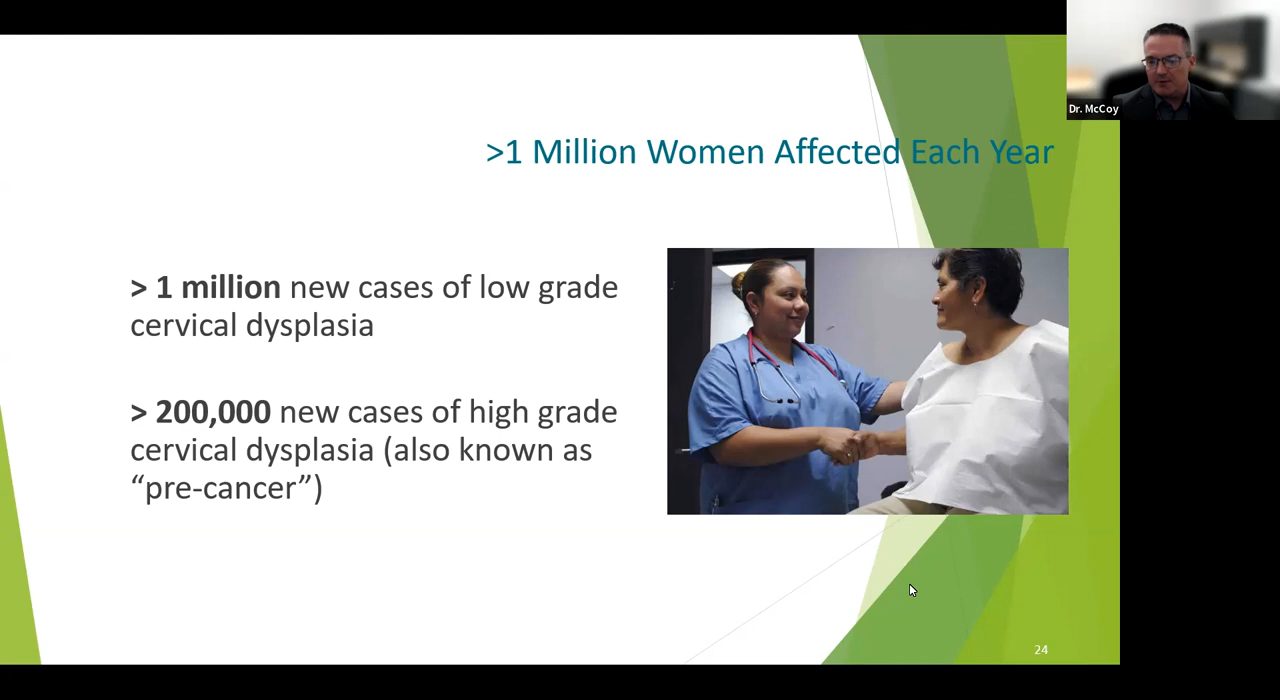 Dr. McCoy
>1 Million Women Affected Each Year
> 1 million new cases of low grade
cervical dysplasia
> 200,000 new cases of high grade
cervical dysplasia (also known as
“pre-cancer”)
24